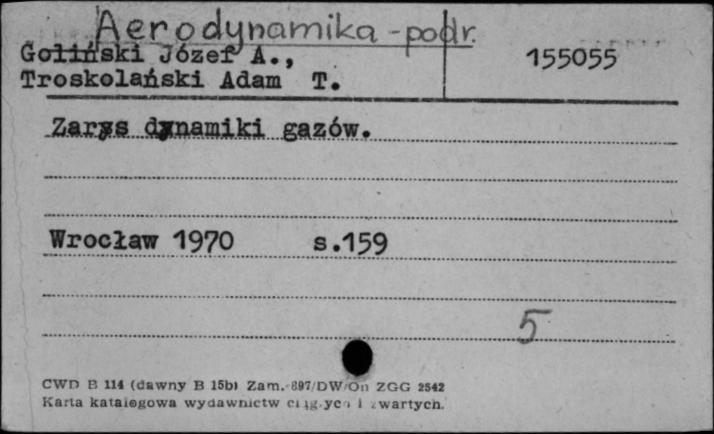 Aerodynamika - podr.
Goliński Józef A., 155055
Troskolański Adam T.
Zarys dynamiki gazów.
Wrocław 1970 s.159
5
CWD B 114 (dawny B 15b) Zam. 697/DW/On ZGG 2542
Karta katalogowa wydawnictw ciągłych i zwartych.